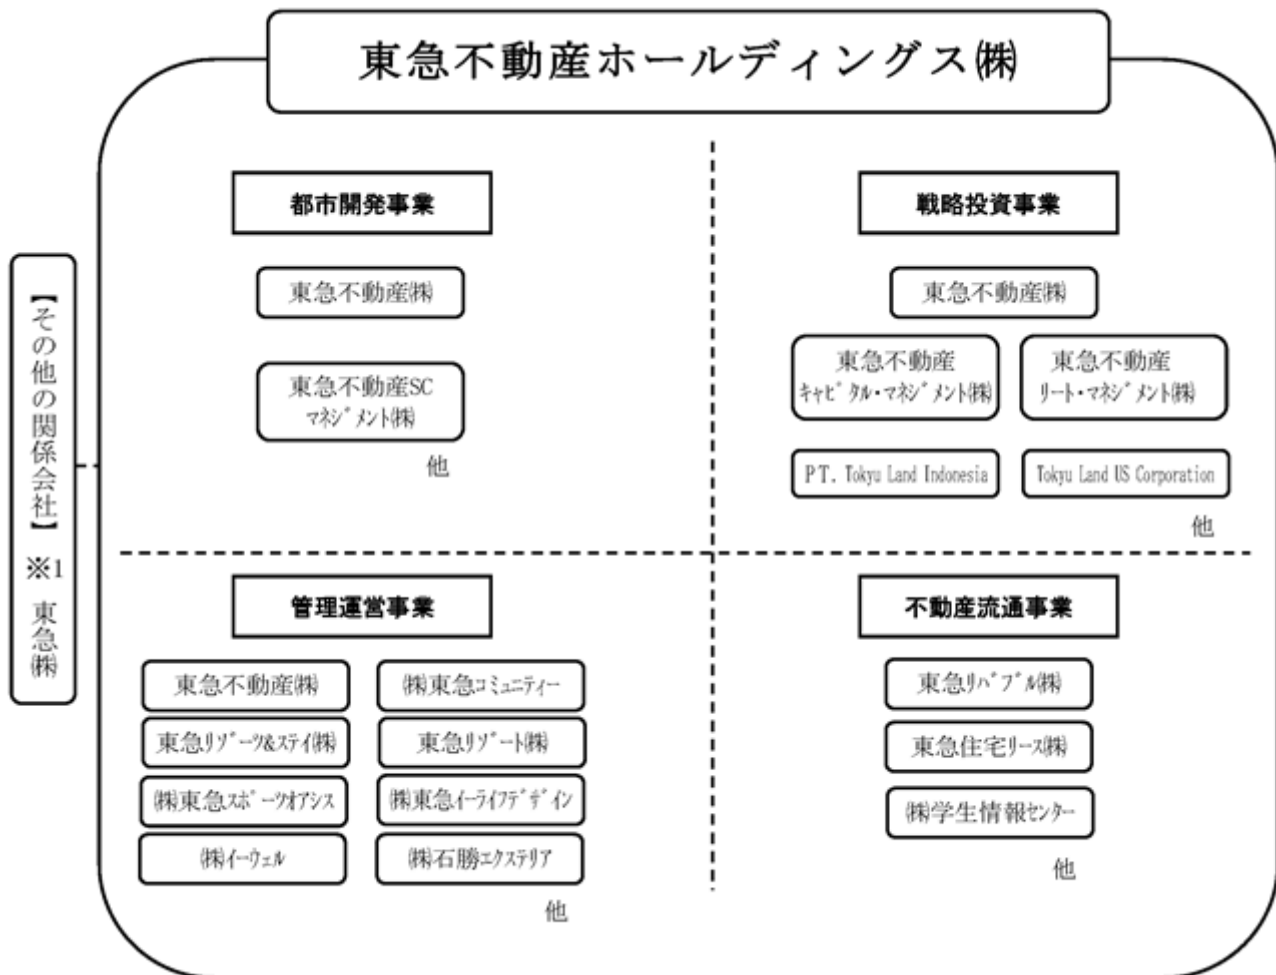 東急不動産ホールディングス㈱
【その他の関係会社】 ※1 東急㈱
都市開発事業
東急不動産㈱
東急不動産SC
マネジメント㈱
他
戦略投資事業
東急不動産㈱
東急不動産
キャピタル・マネジメント㈱
東急不動産
リート・マネジメント㈱
PT. Tokyu Land Indonesia
Tokyu Land US Corporation
他
管理運営事業
東急不動産㈱
㈱東急コミュニティー
東急リゾーツ&ステイ㈱
東急リゾート㈱
㈱東急スポーツオアシス
㈱東急イーライフデザイン
㈱イーウェル
㈱石勝エクステリア
他
不動産流通事業
東急リバブル㈱
東急住宅リース㈱
㈱学生情報センター
他